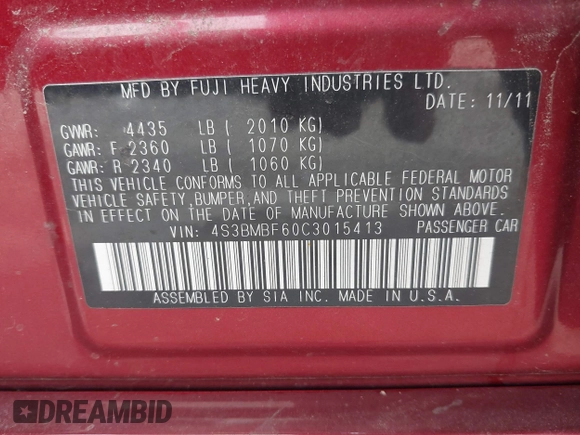 MFD BY FUJI HEAVY INDUSTRIES LTD.
DATE: 11/11
GVWR: 4435 LB ( 2010 KG)
GAWR: F 2360 LB ( 1070 KG)
GAWR: R 2340 LB ( 1060 KG)
THIS VEHICLE CONFORMS TO ALL APPLICABLE FEDERAL MOTOR
VEHICLE SAFETY,BUMPER,AND THEFT PREVENTION STANDARDS
IN EFFECT ON THE DATE OF MANUFACTURE SHOWN ABOVE.
VIN: 4S3BMBF60C3015413 PASSENGER CAR
ASSEMBLED BY SIA INC. MADE IN U.S.A.
DREAMBID